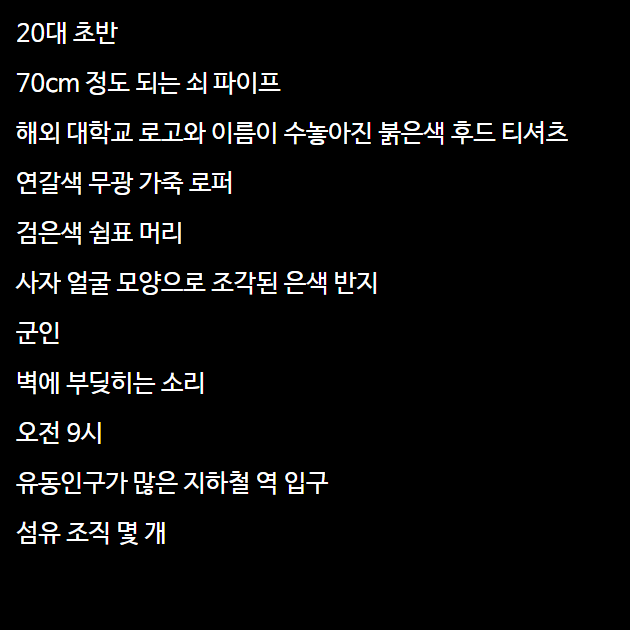 20대 초반
70cm 정도 되는 쇠 파이프
해외 대학교 로고와 이름이 수놓아진 붉은색 후드 티셔츠
연갈색 무광 가죽 로퍼
검은색 쉼표 머리
사자 얼굴 모양으로 조각된 은색 반지
군인
벽에 부딪히는 소리
오전 9시
유동인구가 많은 지하철 역 입구
섬유 조직 몇 개